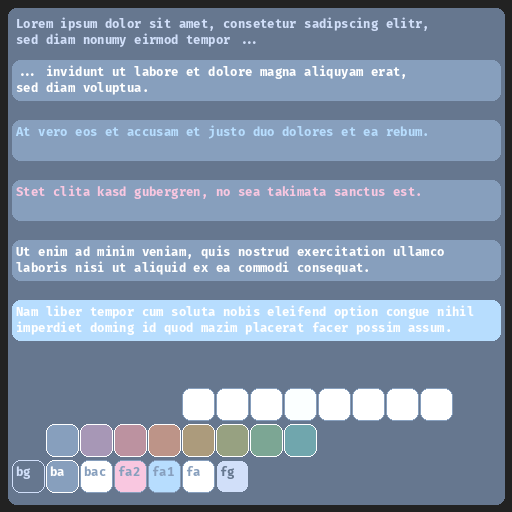 Lorem ipsum dolor sit amet, consetetur sadipscing elitr,
sed diam nonumy eirmod tempor ...
... invidunt ut labore et dolore magna aliquyam erat,
sed diam voluptua.
At vero eos et accusam et justo duo dolores et ea rebum.
Stet clita kasd gubergren, no sea takimata sanctus est.
Ut enim ad minim veniam, quis nostrud exercitation ullamco
laboris nisi ut aliquid ex ea commodi consequat.
Nam liber tempor cum soluta nobis eleifend option congue nihil
imperdiet doming id quod mazim placerat facer possim assum.
bg ba bac fa2 fa1 fa fg